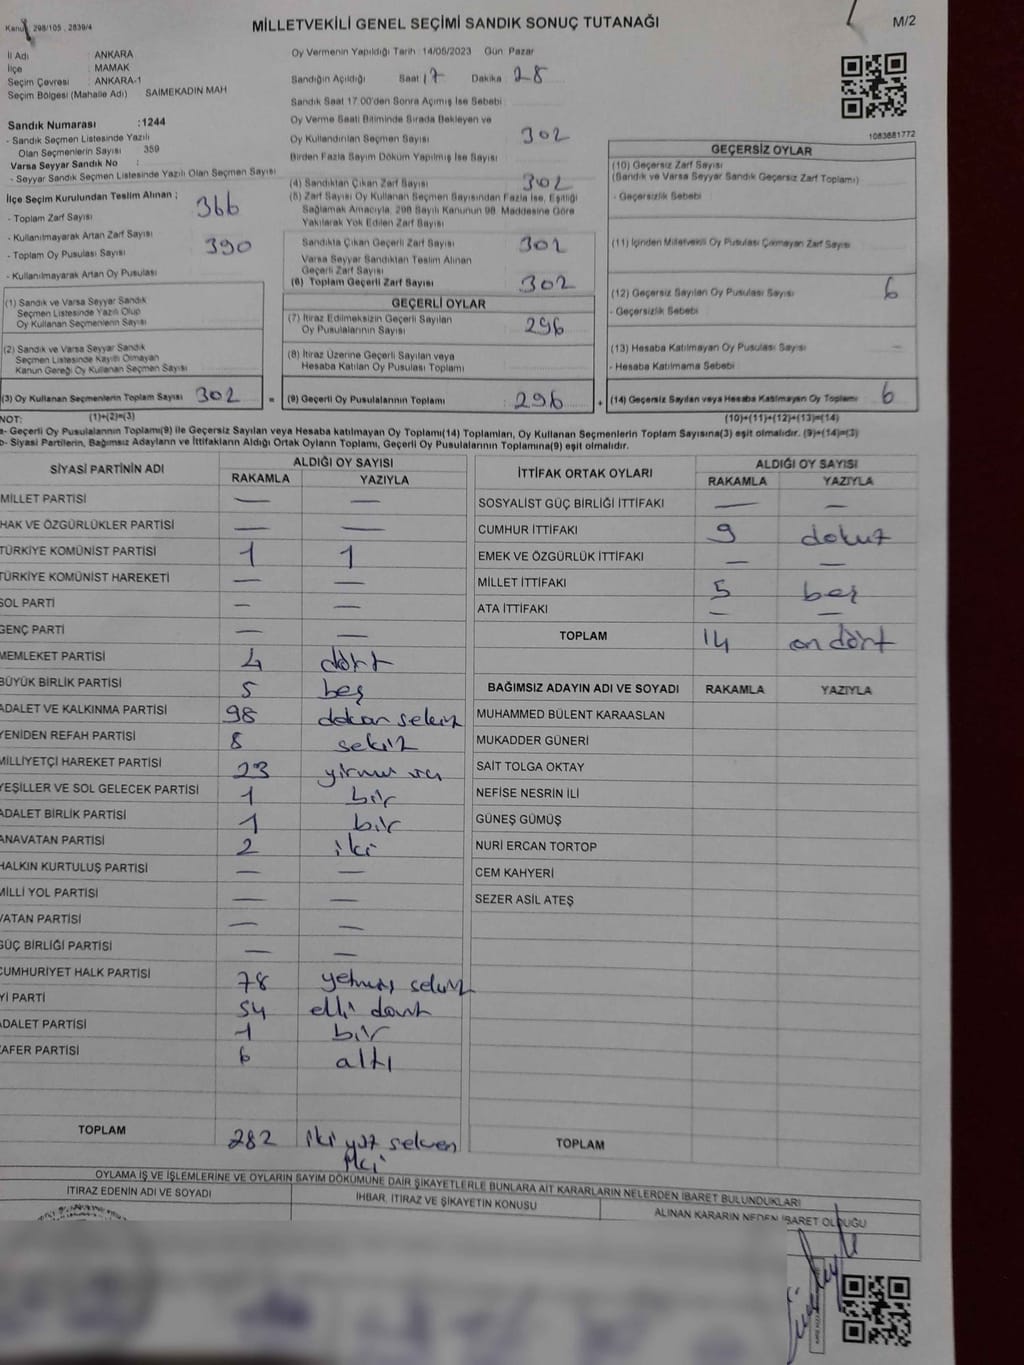 Kanu 298/105 , 2839/4
MİLLETVEKİLİ GENEL SEÇİMİ SANDIK SONUÇ TUTANAĞI
M/2
İl Adı : ANKARA
İlçe : MAMAK
Seçim Çevresi : ANKARA-1
Seçim Bölgesi (Mahalle Adı) SAIMEKADIN MAH
Sandık Numarası :1244
- Sandık Seçmen Listesinde Yazılı
Olan Seçmenlerin Sayısı 359
Varsa Seyyar Sandık No :
- Seyyar Sandık Seçmen Listesinde Yazılı Olan Seçmen Sayısı
İlçe Seçim Kurulundan Teslim Alınan ;
- Toplam Zarf Sayısı 366
- Kullanılmayarak Artan Zarf Sayısı
- Toplam Oy Pusulası Sayısı 390
- Kullanılmayarak Artan Oy Pusulası
(1) Sandık ve Varsa Seyyar Sandık
Seçmen Listesinde Yazılı Olup
Oy Kullanan Seçmenlerin Sayısı
(2) Sandık ve Varsa Seyyar Sandık
Seçmen Listesinde Kayıtlı Olmayan
Kanun Gereği Oy Kullanan Seçmen Sayısı
(3) Oy Kullanan Seçmenlerin Toplam Sayısı 302 =
Oy Vermenin Yapıldığı Tarih :14/05/2023 Gün Pazar
Sandığın Açıldığı Saat 17 Dakika 28
Sandık Saat 17.00'den Sonra Açımış İse Sebebi :
Oy Verme Saati Bitiminde Sırada Bekleyen ve
Oy Kullandırılan Seçmen Sayısı 302
Birden Fazla Sayım Döküm Yapılmış İse Sayısı
(4) Sandıktan Çıkan Zarf Sayısı 302
(5) Zarf Sayısı Oy Kullanan Seçmen Sayısından Fazla İse, Eşitliği
Sağlamak Amacıyla, 298 Sayılı Kanunun 98. Maddesine Göre
Yakılarak Yok Edilen Zarf Sayısı
Sandıkla Çıkan Geçerli Zarf Sayısı 302
Varsa Seyyar Sandıktan Teslim Alınan
Geçerli Zarf Sayısı
(6) Toplam Geçerli Zarf Sayısı 302
GEÇERLİ OYLAR
(7) İtiraz Edilmeksizin Geçerli Sayılan
Oy Pusulalarının Sayısı 296
(8) İtiraz Üzerine Geçerli Sayılan veya
Hesaba Katılan Oy Pusulası Toplamı
(9) Geçerli Oy Pusulalarının Toplamı 296 +
1083681772
GEÇERSİZ OYLAR
(10) Geçersiz Zarf Sayısı
(Sandık ve Varsa Seyyar Sandık Geçersiz Zarf Toplamı)
- Geçersizlik Sebebi
(11) İçinden Milletvekili Oy Pusulası Çıkmayan Zarf Sayısı
(12) Geçersiz Sayılan Oy Pusulası Sayısı 6
- Geçersizlik Sebebi
(13) Hesaba Katılmayan Oy Pusulası Sayısı —
- Hesaba Katılmama Sebebi
(14) Geçersiz Sayılan veya Hesaba Katılmayan Oy Toplamı 6
NOT: (1)+(2)=(3) (10)+(11)+(12)+(13)=(14)
a- Geçerli Oy Pusulalarının Toplamı(9) ile Geçersiz Sayılan veya Hesaba katılmayan Oy Toplamı(14) Toplamları, Oy Kullanan Seçmenlerin Toplam Sayısına(3) eşit olmalıdır. (9)+(14)=(3)
b- Siyasi Partilerin, Bağımsız Adayların ve İttifakların Aldığı Ortak Oyların Toplamı, Geçerli Oy Pusulalarının Toplamına(9) eşit olmalıdır.
SİYASİ PARTİNİN ADI ALDIĞI OY SAYISI
RAKAMLA YAZIYLA
MİLLET PARTİSİ — —
HAK VE ÖZGÜRLÜKLER PARTİSİ — —
TÜRKİYE KOMÜNİST PARTİSİ 1 1
TÜRKİYE KOMÜNİST HAREKETİ — —
SOL PARTİ — —
GENÇ PARTİ — —
MEMLEKET PARTİSİ 4 dört
BÜYÜK BİRLİK PARTİSİ 5 beş
ADALET VE KALKINMA PARTİSİ 98 doksan sekiz
YENİDEN REFAH PARTİSİ 8 sekiz
MİLLİYETÇİ HAREKET PARTİSİ 23 yirmi üç
YEŞİLLER VE SOL GELECEK PARTİSİ 1 bir
ADALET BİRLİK PARTİSİ 1 bir
ANAVATAN PARTİSİ 2 iki
HALKIN KURTULUŞ PARTİSİ — —
MİLLİ YOL PARTİSİ — —
VATAN PARTİSİ — —
GÜÇ BİRLİĞİ PARTİSİ — —
CUMHURİYET HALK PARTİSİ 78 yetmiş sekiz
YI PARTİ 54 elli dört
ADALET PARTİSİ 1 bir
ZAFER PARTİSİ 6 altı
TOPLAM 282 iki yüz seksen
iki
İTTİFAK ORTAK OYLARI ALDIĞI OY SAYISI
RAKAMLA YAZIYLA
SOSYALİST GÜÇ BİRLİĞİ İTTİFAKI — —
CUMHUR İTTİFAKI 9 dokuz
EMEK VE ÖZGÜRLÜK İTTİFAKI — —
MİLLET İTTİFAKI 5 beş
ATA İTTİFAKI — —
TOPLAM 14 on dört
BAĞIMSIZ ADAYIN ADI VE SOYADI RAKAMLA YAZIYLA
MUHAMMED BÜLENT KARAASLAN
MUKADDER GÜNERİ
SAİT TOLGA OKTAY
NEFİSE NESRİN İLİ
GÜNEŞ GÜMÜŞ
NURİ ERCAN TORTOP
CEM KAHYERİ
SEZER ASİL ATEŞ
TOPLAM
OYLAMA İŞ VE İŞLEMLERİNE VE OYLARIN SAYIM DÖKÜMÜNE DAİR ŞİKAYETLERLE BUNLARA AİT KARARLARIN NELERDEN İBARET BULUNDUKLARI
İTİRAZ EDENİN ADI VE SOYADI İHBAR, İTİRAZ VE ŞİKAYETİN KONUSU ALINAN KARARIN NEDEN İBARET OLDUĞU